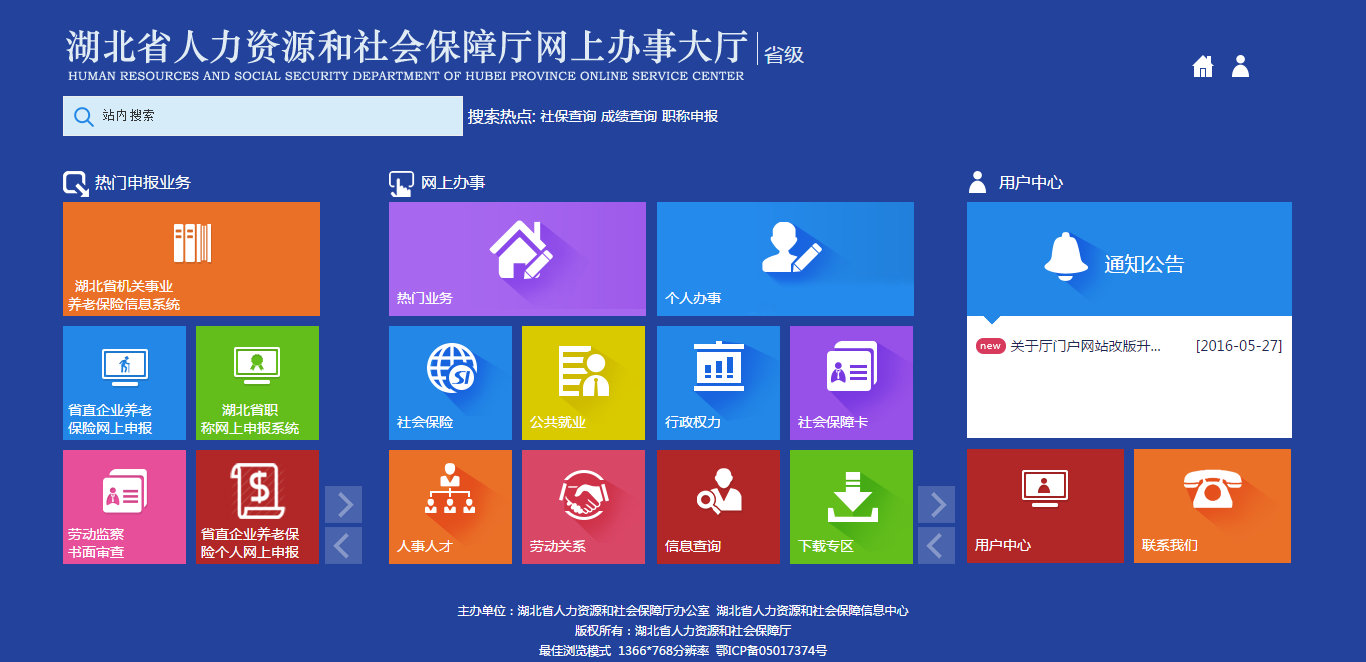 湖北省人力资源和社会保障厅网上办事大厅 省级
HUMAN RESOURCES AND SOCIAL SECURITY DEPARTMENT OF HUBEI PROVINCE ONLINE SERVICE CENTER
站内搜索
搜索热点: 社保查询 成绩查询 职称申报
热门申报业务
湖北省机关事业
养老保险信息系统
省直企业养老
保险网上申报
湖北省职
称网上申报系统
劳动监察
书面审查
省直企业养老保
险个人网上申报
网上办事
热门业务
个人办事
SI
社会保险
公共就业
行政权力
社会保障卡
人事人才
劳动关系
信息查询
下载专区
用户中心
通知公告
new 关于厅门户网站改版升... [2016-05-27]
用户中心
联系我们
主办单位：湖北省人力资源和社会保障厅办公室 湖北省人力资源和社会保障信息中心
版权所有：湖北省人力资源和社会保障厅
最佳浏览模式 1366*768分辨率 鄂ICP备05017374号